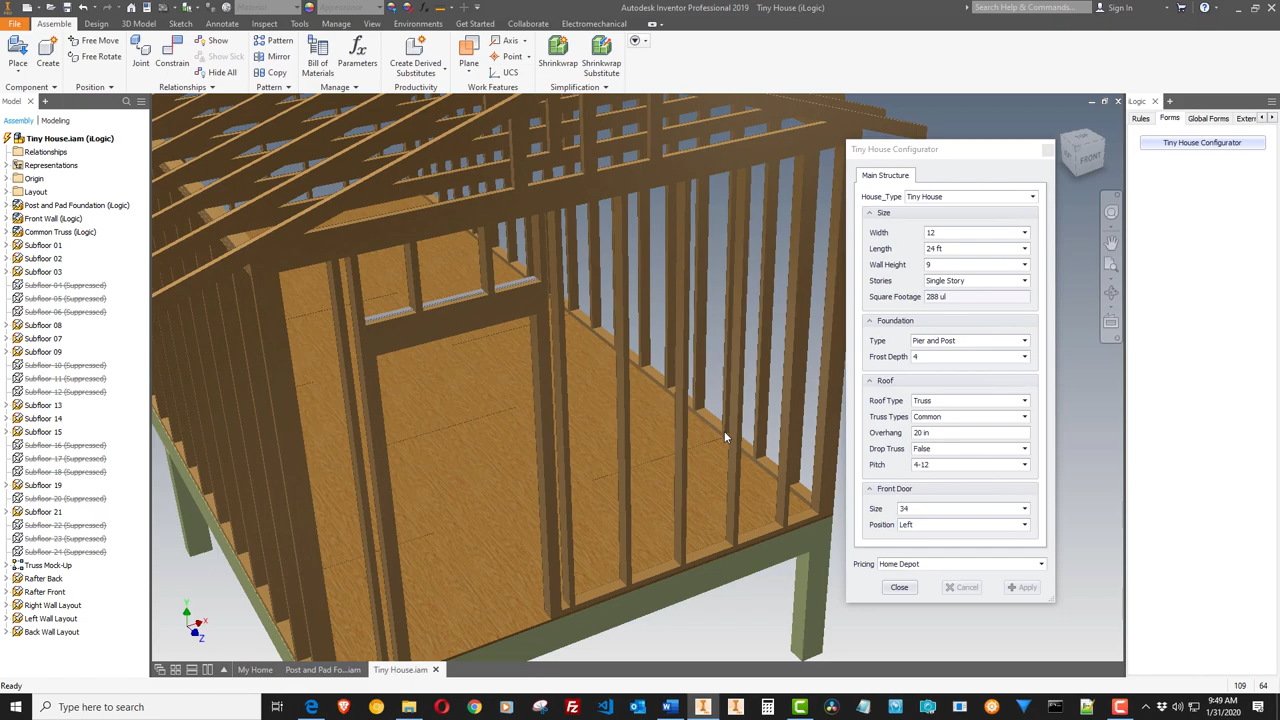 Autodesk Inventor Professional 2019   Tiny House (iLogic)
Search Help & Commands...
Sign In
File Assemble Design 3D Model Sketch Annotate Inspect Tools Manage View Environments Get Started Collaborate Electromechanical
Place
Create
Free Move
Free Rotate
Joint
Constrain
Show
Show Sick
Hide All
Pattern
Mirror
Copy
Bill of
Materials
Parameters
Create Derived
Substitutes
Plane
Axis
Point
UCS
Shrinkwrap
Shrinkwrap
Substitute
Component Position Relationships Pattern Manage Productivity Work Features Simplification
Model
Assembly Modeling
Tiny House.iam (iLogic)
Relationships
Representations
Origin
Layout
Post and Pad Foundation (iLogic)
Front Wall (iLogic)
Common Truss (iLogic)
Subfloor 01
Subfloor 02
Subfloor 03
Subfloor 04 (Suppressed)
Subfloor 05 (Suppressed)
Subfloor 06 (Suppressed)
Subfloor 08
Subfloor 07
Subfloor 09
Subfloor 10 (Suppressed)
Subfloor 11 (Suppressed)
Subfloor 12 (Suppressed)
Subfloor 13
Subfloor 14
Subfloor 15
Subfloor 16 (Suppressed)
Subfloor 17 (Suppressed)
Subfloor 18 (Suppressed)
Subfloor 19
Subfloor 20 (Suppressed)
Subfloor 21
Subfloor 22 (Suppressed)
Subfloor 23 (Suppressed)
Subfloor 24 (Suppressed)
Truss Mock-Up
Rafter Back
Rafter Front
Right Wall Layout
Left Wall Layout
Back Wall Layout
TOP
FRONT
Tiny House Configurator
Main Structure
House_Type Tiny House
Size
Width 12
Length 24 ft
Wall Height 9
Stories Single Story
Square Footage 288 ul
Foundation
Type Pier and Post
Frost Depth 4
Roof
Roof Type Truss
Truss Types Common
Overhang 20 in
Drop Truss False
Pitch 4-12
Front Door
Size 34
Position Left
Pricing Home Depot
Close Cancel Apply
iLogic
Rules Forms Global Forms Extern
Tiny House Configurator
X
Y
Z
My Home Post and Pad Fo...iam Tiny House.iam
Ready
109 64
Type here to search
9:49 AM
1/31/2020